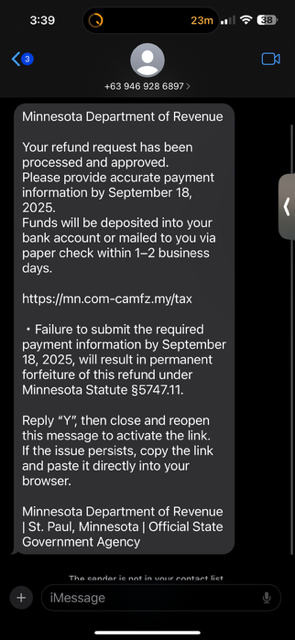 3:39
23m
38
3
+63 946 928 6897 >
Minnesota Department of Revenue
Your refund request has been
processed and approved.
Please provide accurate payment
information by September 18,
2025.
Funds will be deposited into your
bank account or mailed to you via
paper check within 1–2 business
days.
https://mn.com-camfz.my/tax
• Failure to submit the required
payment information by September
18, 2025, will result in permanent
forfeiture of this refund under
Minnesota Statute §5747.11.
Reply “Y”, then close and reopen
this message to activate the link.
If the issue persists, copy the link
and paste it directly into your
browser.
Minnesota Department of Revenue
| St. Paul, Minnesota | Official State
Government Agency
The sender is not in your contact list
iMessage